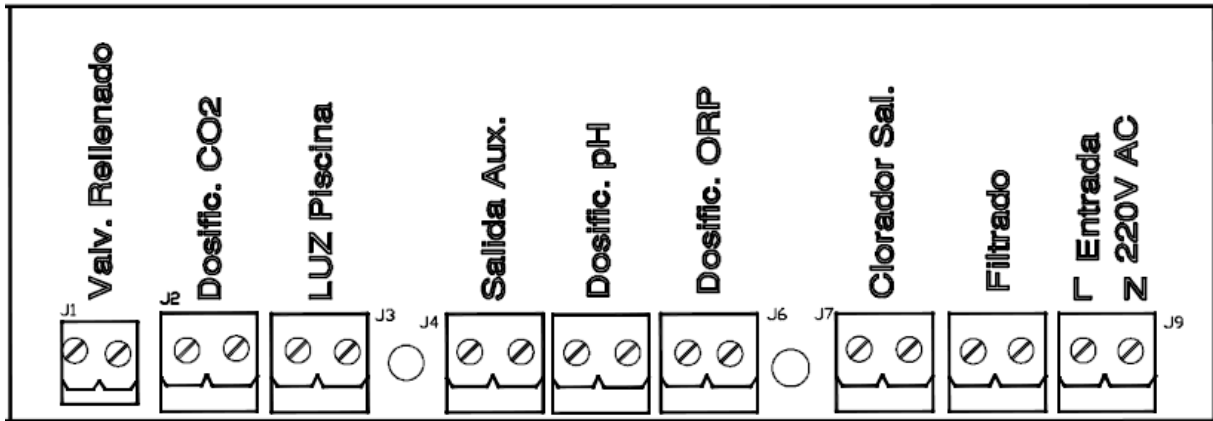 Valv. Rellenado
Dosific. CO2
LUZ Piscina
Salida Aux.
Dosific. pH
Dosific. ORP
Clorador Sal.
Filtrado
L Entrada
N 220V AC
J1
J2
J3
J4
J6
J7
J9